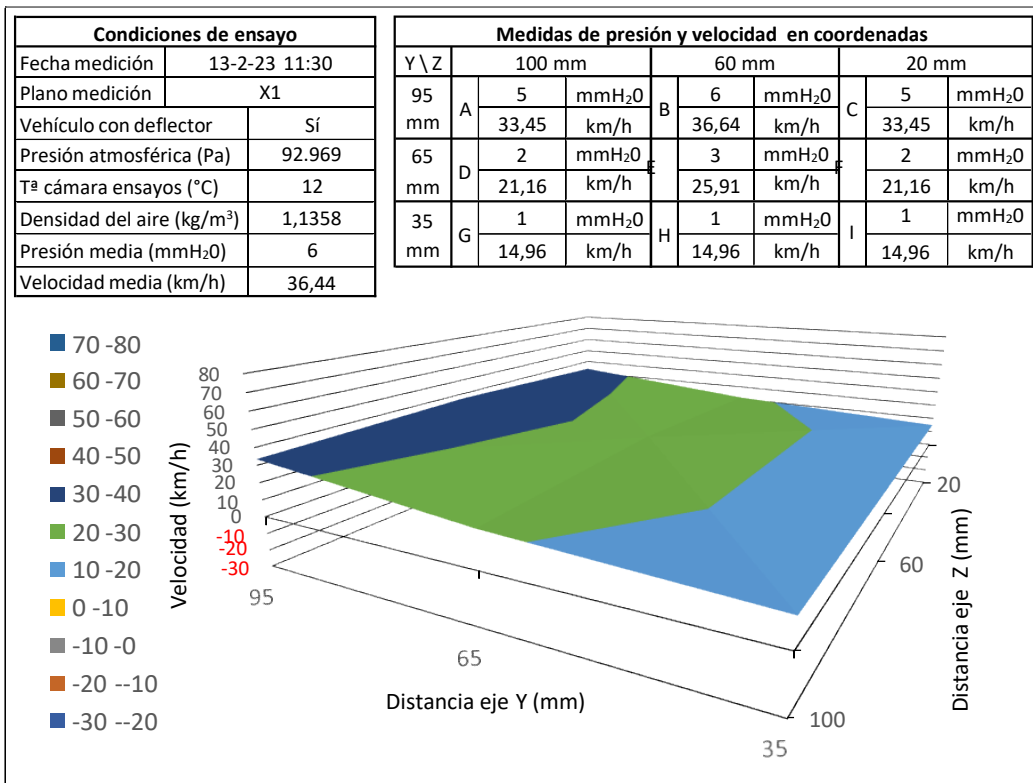 Condiciones de ensayo
Fecha medición 13-2-23 11:30
Plano medición X1
Vehículo con deflector Sí
Presión atmosférica (Pa) 92.969
Tª cámara ensayos (°C) 12
Densidad del aire (kg/m³) 1,1358
Presión media (mmH₂0) 6
Velocidad media (km/h) 36,44
Medidas de presión y velocidad en coordenadas
Y \ Z 100 mm 60 mm 20 mm
95 mm A 5 mmH₂0 B 6 mmH₂0 C 5 mmH₂0
33,45 km/h 36,64 km/h 33,45 km/h
65 mm D 2 mmH₂0 E 3 mmH₂0 F 2 mmH₂0
21,16 km/h 25,91 km/h 21,16 km/h
35 mm G 1 mmH₂0 H 1 mmH₂0 I 1 mmH₂0
14,96 km/h 14,96 km/h 14,96 km/h
70 -80
60 -70
50 -60
40 -50
30 -40
20 -30
10 -20
0 -10
-10 -0
-20 --10
-30 --20
Velocidad (km/h)
80
70
60
50
40
30
20
10
0
-10
-20
-30
95
65
35
Distancia eje Y (mm)
20
60
100
Distancia eje Z (mm)